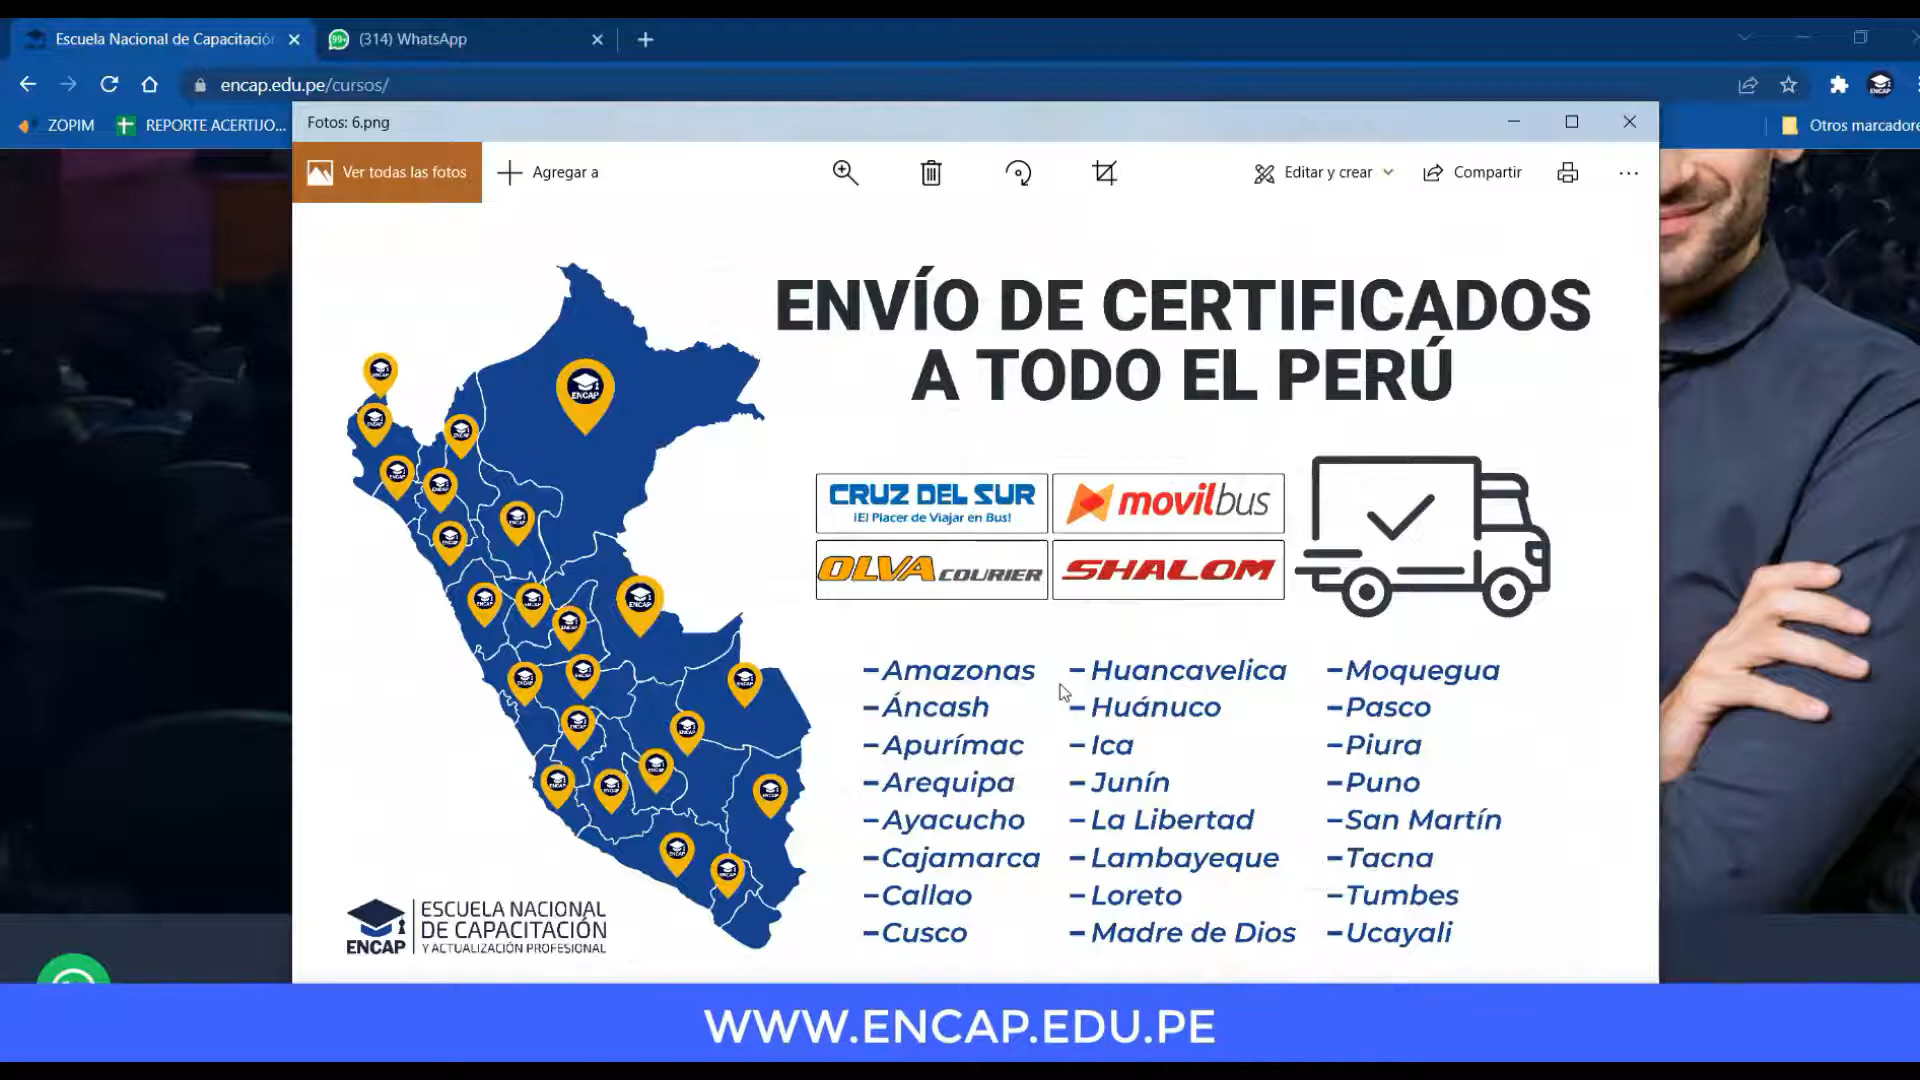 Escuela Nacional de Capacitación
(314) WhatsApp
encap.edu.pe/cursos/
ZOPIM
REPORTE ACERTIJO...
Otros marcadore
Fotos: 6.png
Ver todas las fotos
Agregar a
Editar y crear
Compartir
ENVÍO DE CERTIFICADOS
A TODO EL PERÚ
CRUZ DEL SUR
¡El Placer de Viajar en Bus!
movilbus
OLVA COURIER
SHALOM
–Amazonas
–Áncash
–Apurímac
–Arequipa
–Ayacucho
–Cajamarca
–Callao
–Cusco
–Huancavelica
–Huánuco
–Ica
–Junín
–La Libertad
–Lambayeque
–Loreto
–Madre de Dios
–Moquegua
–Pasco
–Piura
–Puno
–San Martín
–Tacna
–Tumbes
–Ucayali
ENCAP
ENCAP
ESCUELA NACIONAL
DE CAPACITACIÓN
Y ACTUALIZACIÓN PROFESIONAL
WWW.ENCAP.EDU.PE